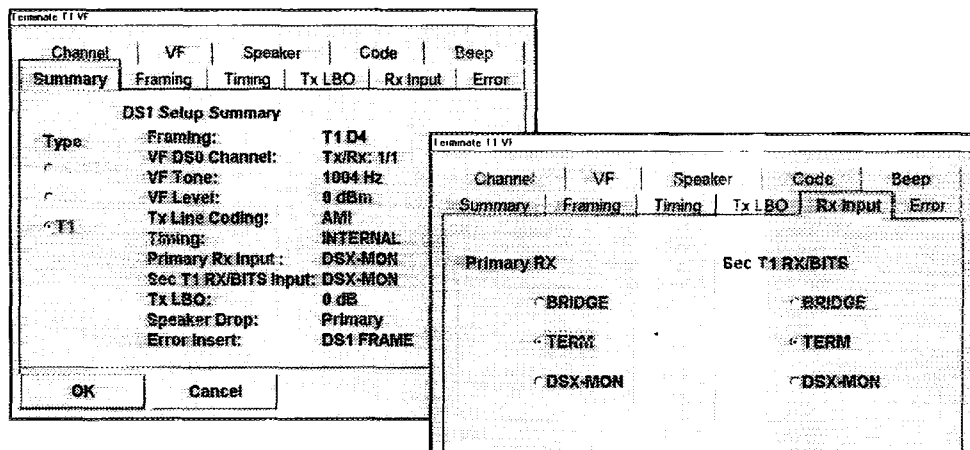 Terminate T1 VF
Channel VF Speaker Code Beep
Summary Framing Timing Tx LBO Rx Input Error
DS1 Setup Summary
Type
T1
Framing: T1 D4
VF DS0 Channel: Tx/Rx: 1/1
VF Tone: 1004 Hz
VF Level: 0 dBm
Tx Line Coding: AMI
Timing: INTERNAL
Primary Rx Input : DSX-MON
Sec T1 RX/BITS Input: DSX-MON
Tx LBO: 0 dB
Speaker Drop: Primary
Error Insert: DS1 FRAME
OK Cancel
Terminate T1 VF
Channel VF Speaker Code Beep
Summary Framing Timing Tx LBO Rx Input Error
Primary RX Sec T1 RX/BITS
BRIDGE BRIDGE
TERM TERM
DSX-MON DSX-MON